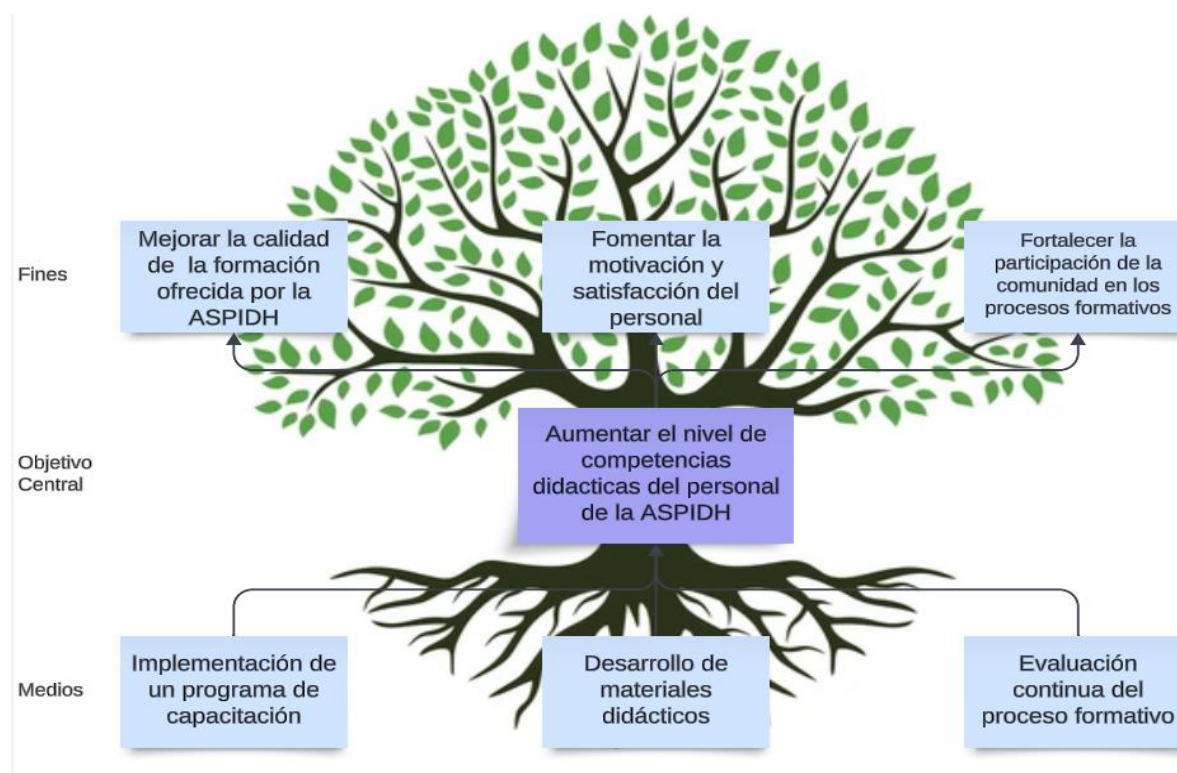 Fines
Mejorar la calidad
de la formación
ofrecida por la
ASPIDH
Fomentar la
motivación y
satisfacción del
personal
Fortalecer la
participación de la
comunidad en los
procesos formativos
Objetivo
Central
Aumentar el nivel de
competencias
didacticas del personal
de la ASPIDH
Medios
Implementación de
un programa de
capacitación
Desarrollo de
materiales
didácticos
Evaluación
continua del
proceso formativo